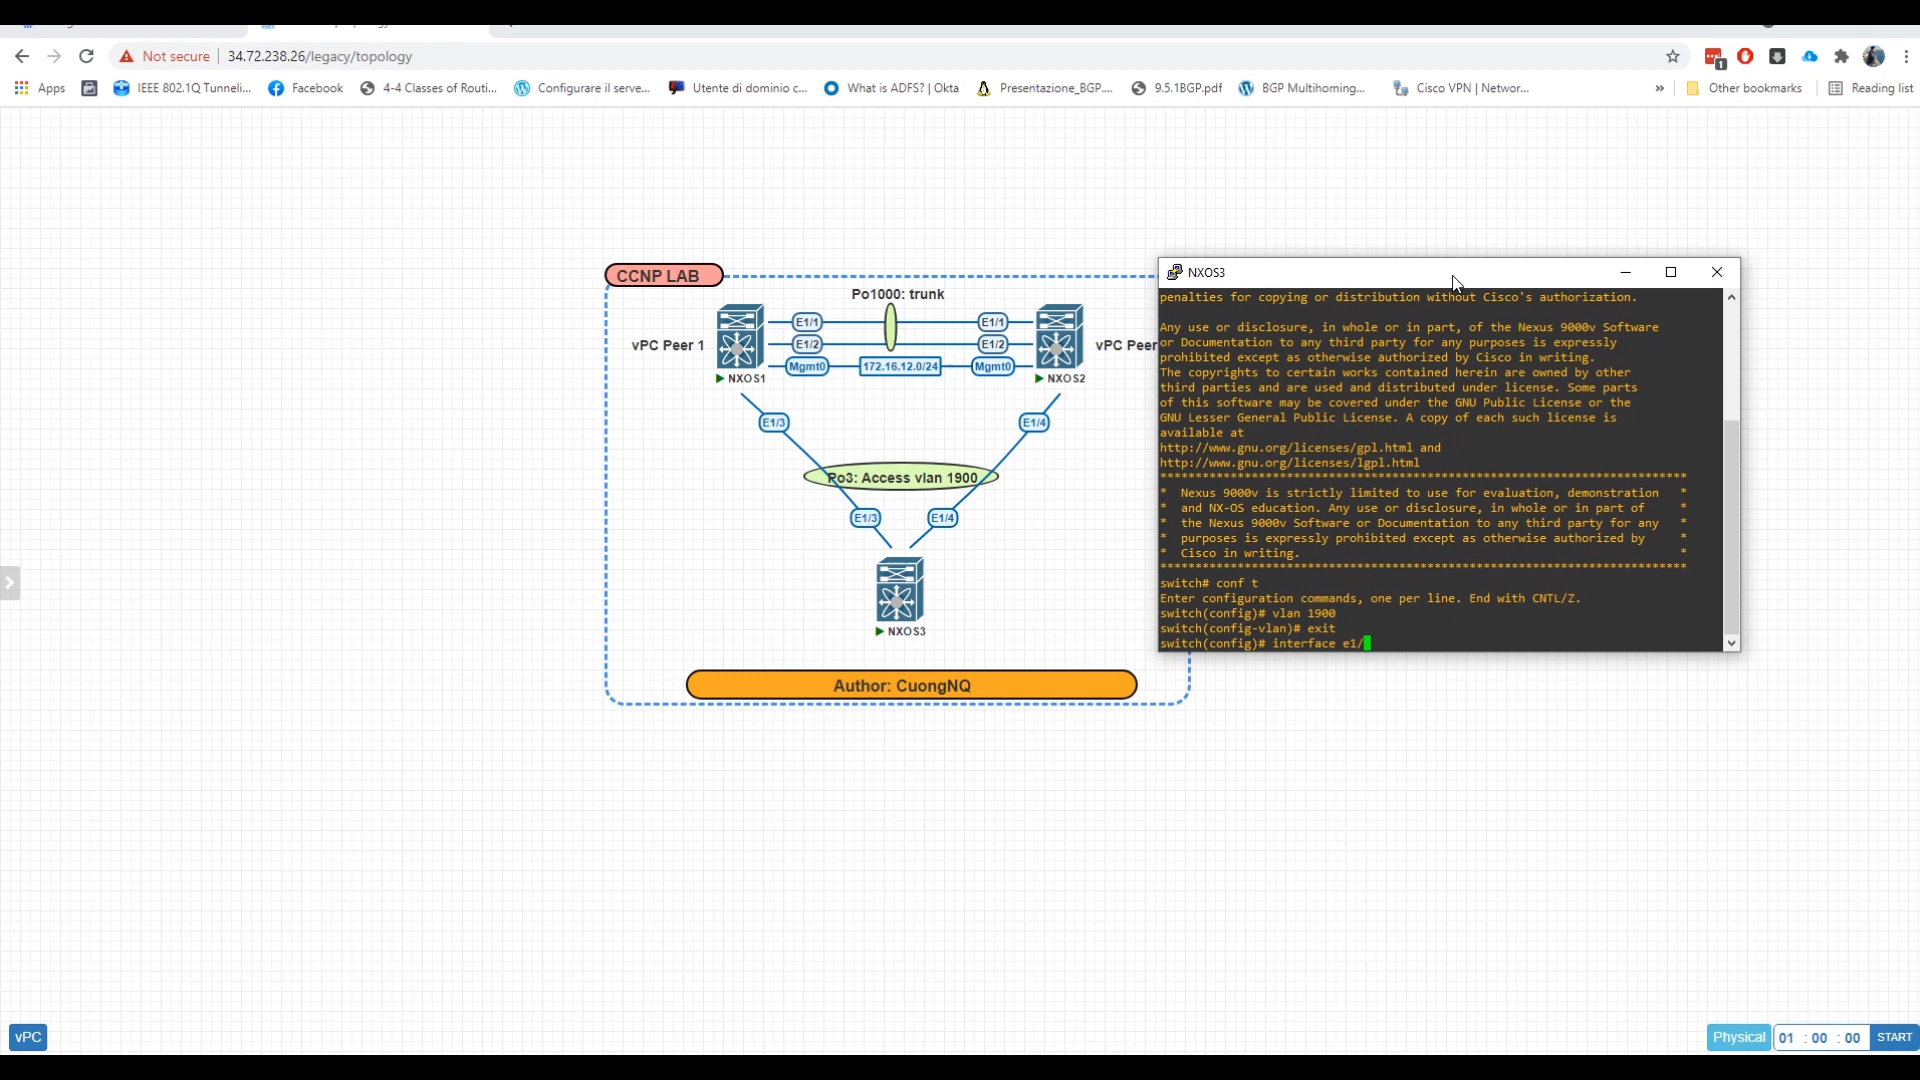 Not secure
34.72.238.26/legacy/topology
1
Apps
IEEE 802.1Q Tunneli...
Facebook
4-4 Classes of Routi...
Configurare il serve...
Utente di dominio c...
What is ADFS? | Okta
Presentazione_BGP....
9.5.1BGP.pdf
BGP Multihoming...
Cisco VPN | Networ...
»
Other bookmarks
Reading list
CCNP LAB
Po1000: trunk
vPC Peer 1
E1/1
E1/1
E1/2
E1/2
vPC Peer
Mgmt0
172.16.12.0/24
Mgmt0
NXOS1
NXOS2
E1/3
E1/4
Po3: Access vlan 1900
E1/3
E1/4
NXOS3
Author: CuongNQ
NXOS3
penalties for copying or distribution without Cisco's authorization.
Any use or disclosure, in whole or in part, of the Nexus 9000v Software
or Documentation to any third party for any purposes is expressly
prohibited except as otherwise authorized by Cisco in writing.
The copyrights to certain works contained herein are owned by other
third parties and are used and distributed under license. Some parts
of this software may be covered under the GNU Public License or the
GNU Lesser General Public License. A copy of each such license is
available at
http://www.gnu.org/licenses/gpl.html and
http://www.gnu.org/licenses/lgpl.html
***************************************************************************
* Nexus 9000v is strictly limited to use for evaluation, demonstration *
* and NX-OS education. Any use or disclosure, in whole or in part of *
* the Nexus 9000v Software or Documentation to any third party for any *
* purposes is expressly prohibited except as otherwise authorized by *
* Cisco in writing. *
***************************************************************************
switch# conf t
Enter configuration commands, one per line. End with CNTL/Z.
switch(config)# vlan 1900
switch(config-vlan)# exit
switch(config)# interface e1/
vPC
Physical
01 : 00 : 00
START